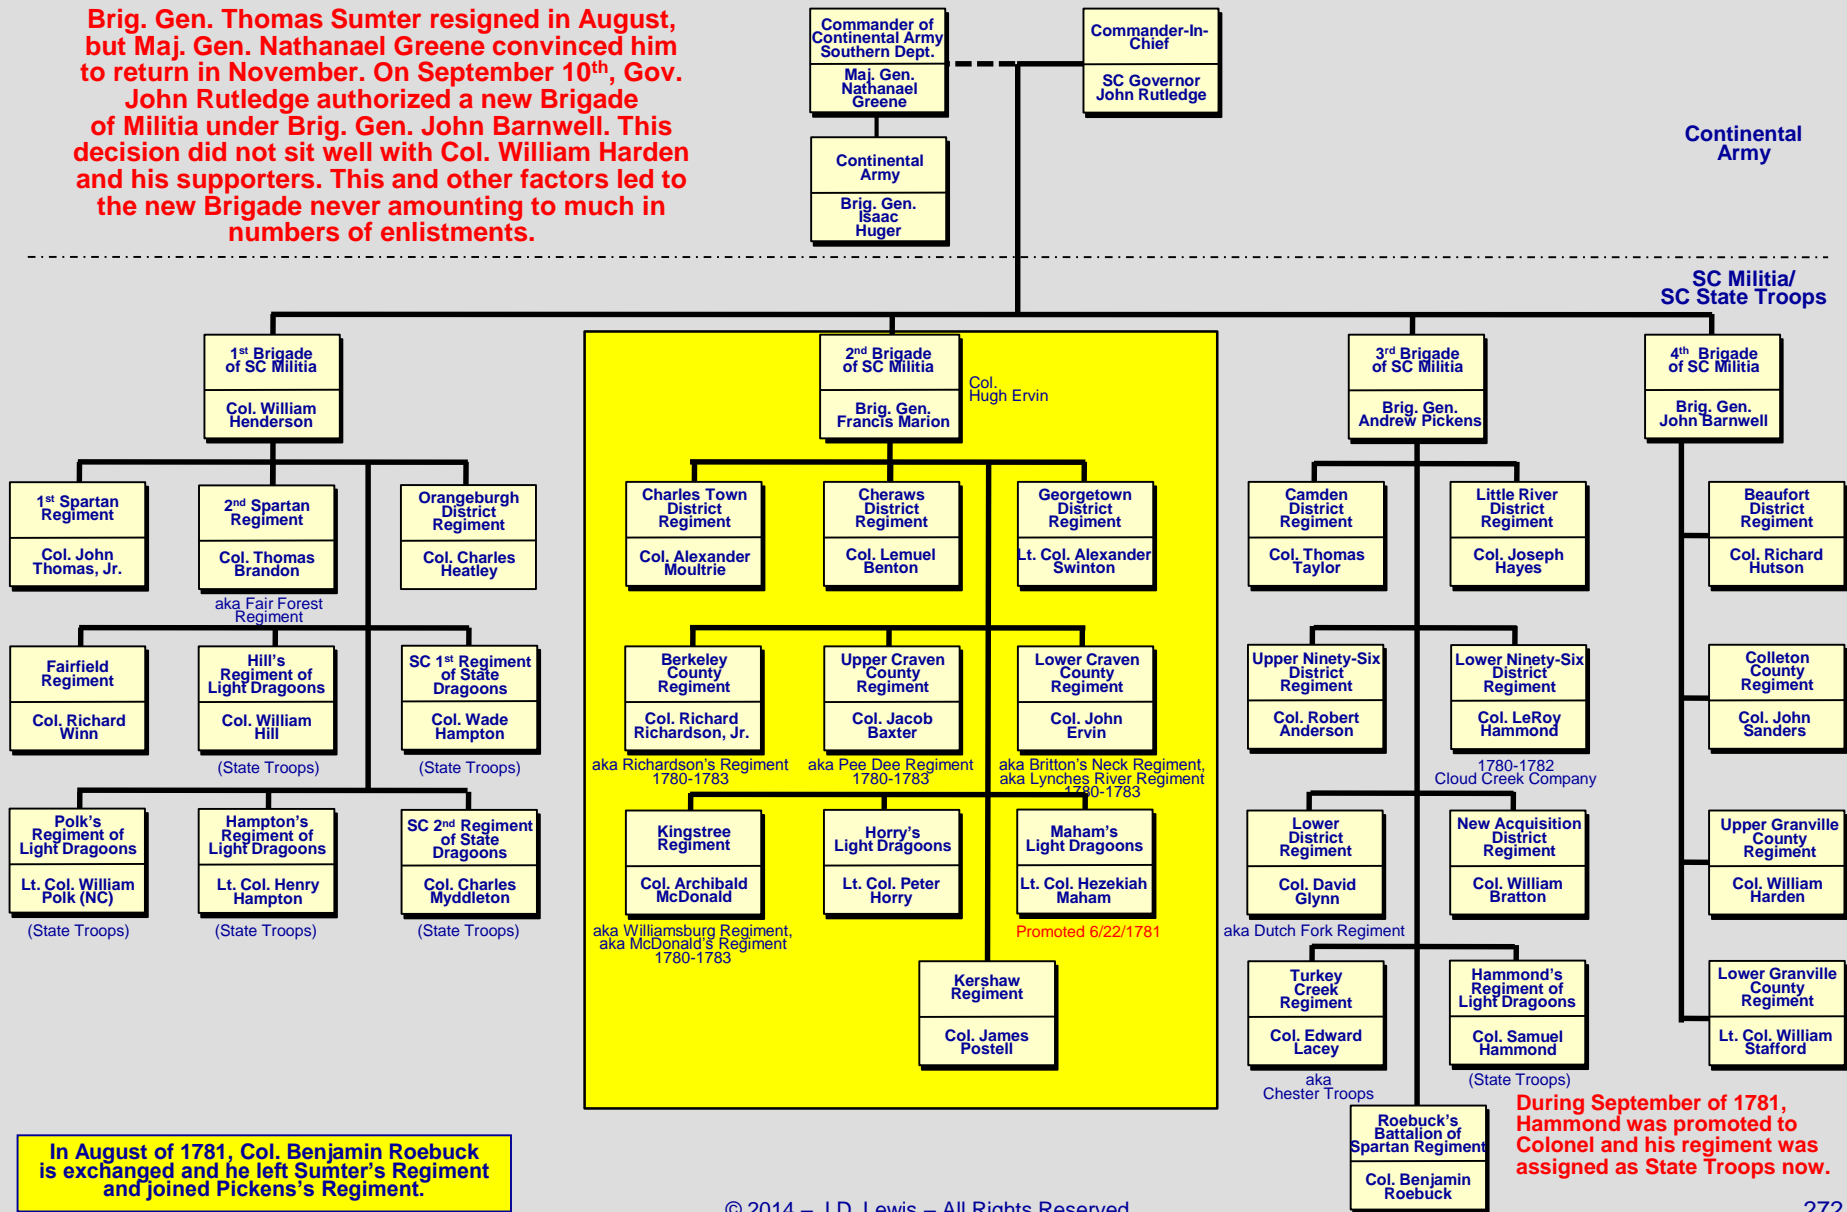 Brig. Gen. Thomas Sumter resigned in August,
but Maj. Gen. Nathanael Greene convinced him
to return in November. On September 10th, Gov.
John Rutledge authorized a new Brigade
of Militia under Brig. Gen. John Barnwell. This
decision did not sit well with Col. William Harden
and his supporters. This and other factors led to
the new Brigade never amounting to much in
numbers of enlistments.
Commander of
Continental Army
Southern Dept.
Maj. Gen.
Nathanael
Greene
Commander-In-
Chief
SC Governor
John Rutledge
Continental
Army
Brig. Gen.
Isaac
Huger
Continental
Army
SC Militia/
SC State Troops
1st Brigade
of SC Militia
Col. William
Henderson
2nd Brigade
of SC Militia
Brig. Gen.
Francis Marion
Col.
Hugh Ervin
3rd Brigade
of SC Militia
Brig. Gen.
Andrew Pickens
4th Brigade
of SC Militia
Brig. Gen.
John Barnwell
1st Spartan
Regiment
Col. John
Thomas, Jr.
2nd Spartan
Regiment
Col. Thomas
Brandon
aka Fair Forest
Regiment
Orangeburgh
District
Regiment
Col. Charles
Heatley
Charles Town
District
Regiment
Col. Alexander
Moultrie
Cheraws
District
Regiment
Col. Lemuel
Benton
Georgetown
District
Regiment
Lt. Col. Alexander
Swinton
Camden
District
Regiment
Col. Thomas
Taylor
Little River
District
Regiment
Col. Joseph
Hayes
Beaufort
District
Regiment
Col. Richard
Hutson
Fairfield
Regiment
Col. Richard
Winn
Hill's
Regiment of
Light Dragoons
Col. William
Hill
(State Troops)
SC 1st Regiment
of State
Dragoons
Col. Wade
Hampton
(State Troops)
Berkeley
County
Regiment
Col. Richard
Richardson, Jr.
aka Richardson's Regiment
1780-1783
Upper Craven
County
Regiment
Col. Jacob
Baxter
aka Pee Dee Regiment
1780-1783
Lower Craven
County
Regiment
Col. John
Ervin
aka Britton's Neck Regiment,
aka Lynches River Regiment
1780-1783
Upper Ninety-Six
District
Regiment
Col. Robert
Anderson
Lower Ninety-Six
District
Regiment
Col. LeRoy
Hammond
1780-1782
Cloud Creek Company
Colleton
County
Regiment
Col. John
Sanders
Polk's
Regiment of
Light Dragoons
Lt. Col. William
Polk (NC)
(State Troops)
Hampton's
Regiment of
Light Dragoons
Lt. Col. Henry
Hampton
(State Troops)
SC 2nd Regiment
of State
Dragoons
Col. Charles
Myddleton
(State Troops)
Kingstree
Regiment
Col. Archibald
McDonald
aka Williamsburg Regiment,
aka McDonald's Regiment
1780-1783
Horry's
Light Dragoons
Lt. Col. Peter
Horry
Maham's
Light Dragoons
Lt. Col. Hezekiah
Maham
Promoted 6/22/1781
Lower
District
Regiment
Col. David
Glynn
aka Dutch Fork Regiment
New Acquisition
District
Regiment
Col. William
Bratton
Upper Granville
County
Regiment
Col. William
Harden
Kershaw
Regiment
Col. James
Postell
Turkey
Creek
Regiment
Col. Edward
Lacey
aka
Chester Troops
Hammond's
Regiment of
Light Dragoons
Col. Samuel
Hammond
(State Troops)
Lower Granville
County
Regiment
Lt. Col. William
Stafford
Roebuck's
Battalion of
Spartan Regiment
Col. Benjamin
Roebuck
During September of 1781,
Hammond was promoted to
Colonel and his regiment was
assigned as State Troops now.
In August of 1781, Col. Benjamin Roebuck
is exchanged and he left Sumter's Regiment
and joined Pickens's Regiment.
© 2014 – J.D. Lewis – All Rights Reserved
272